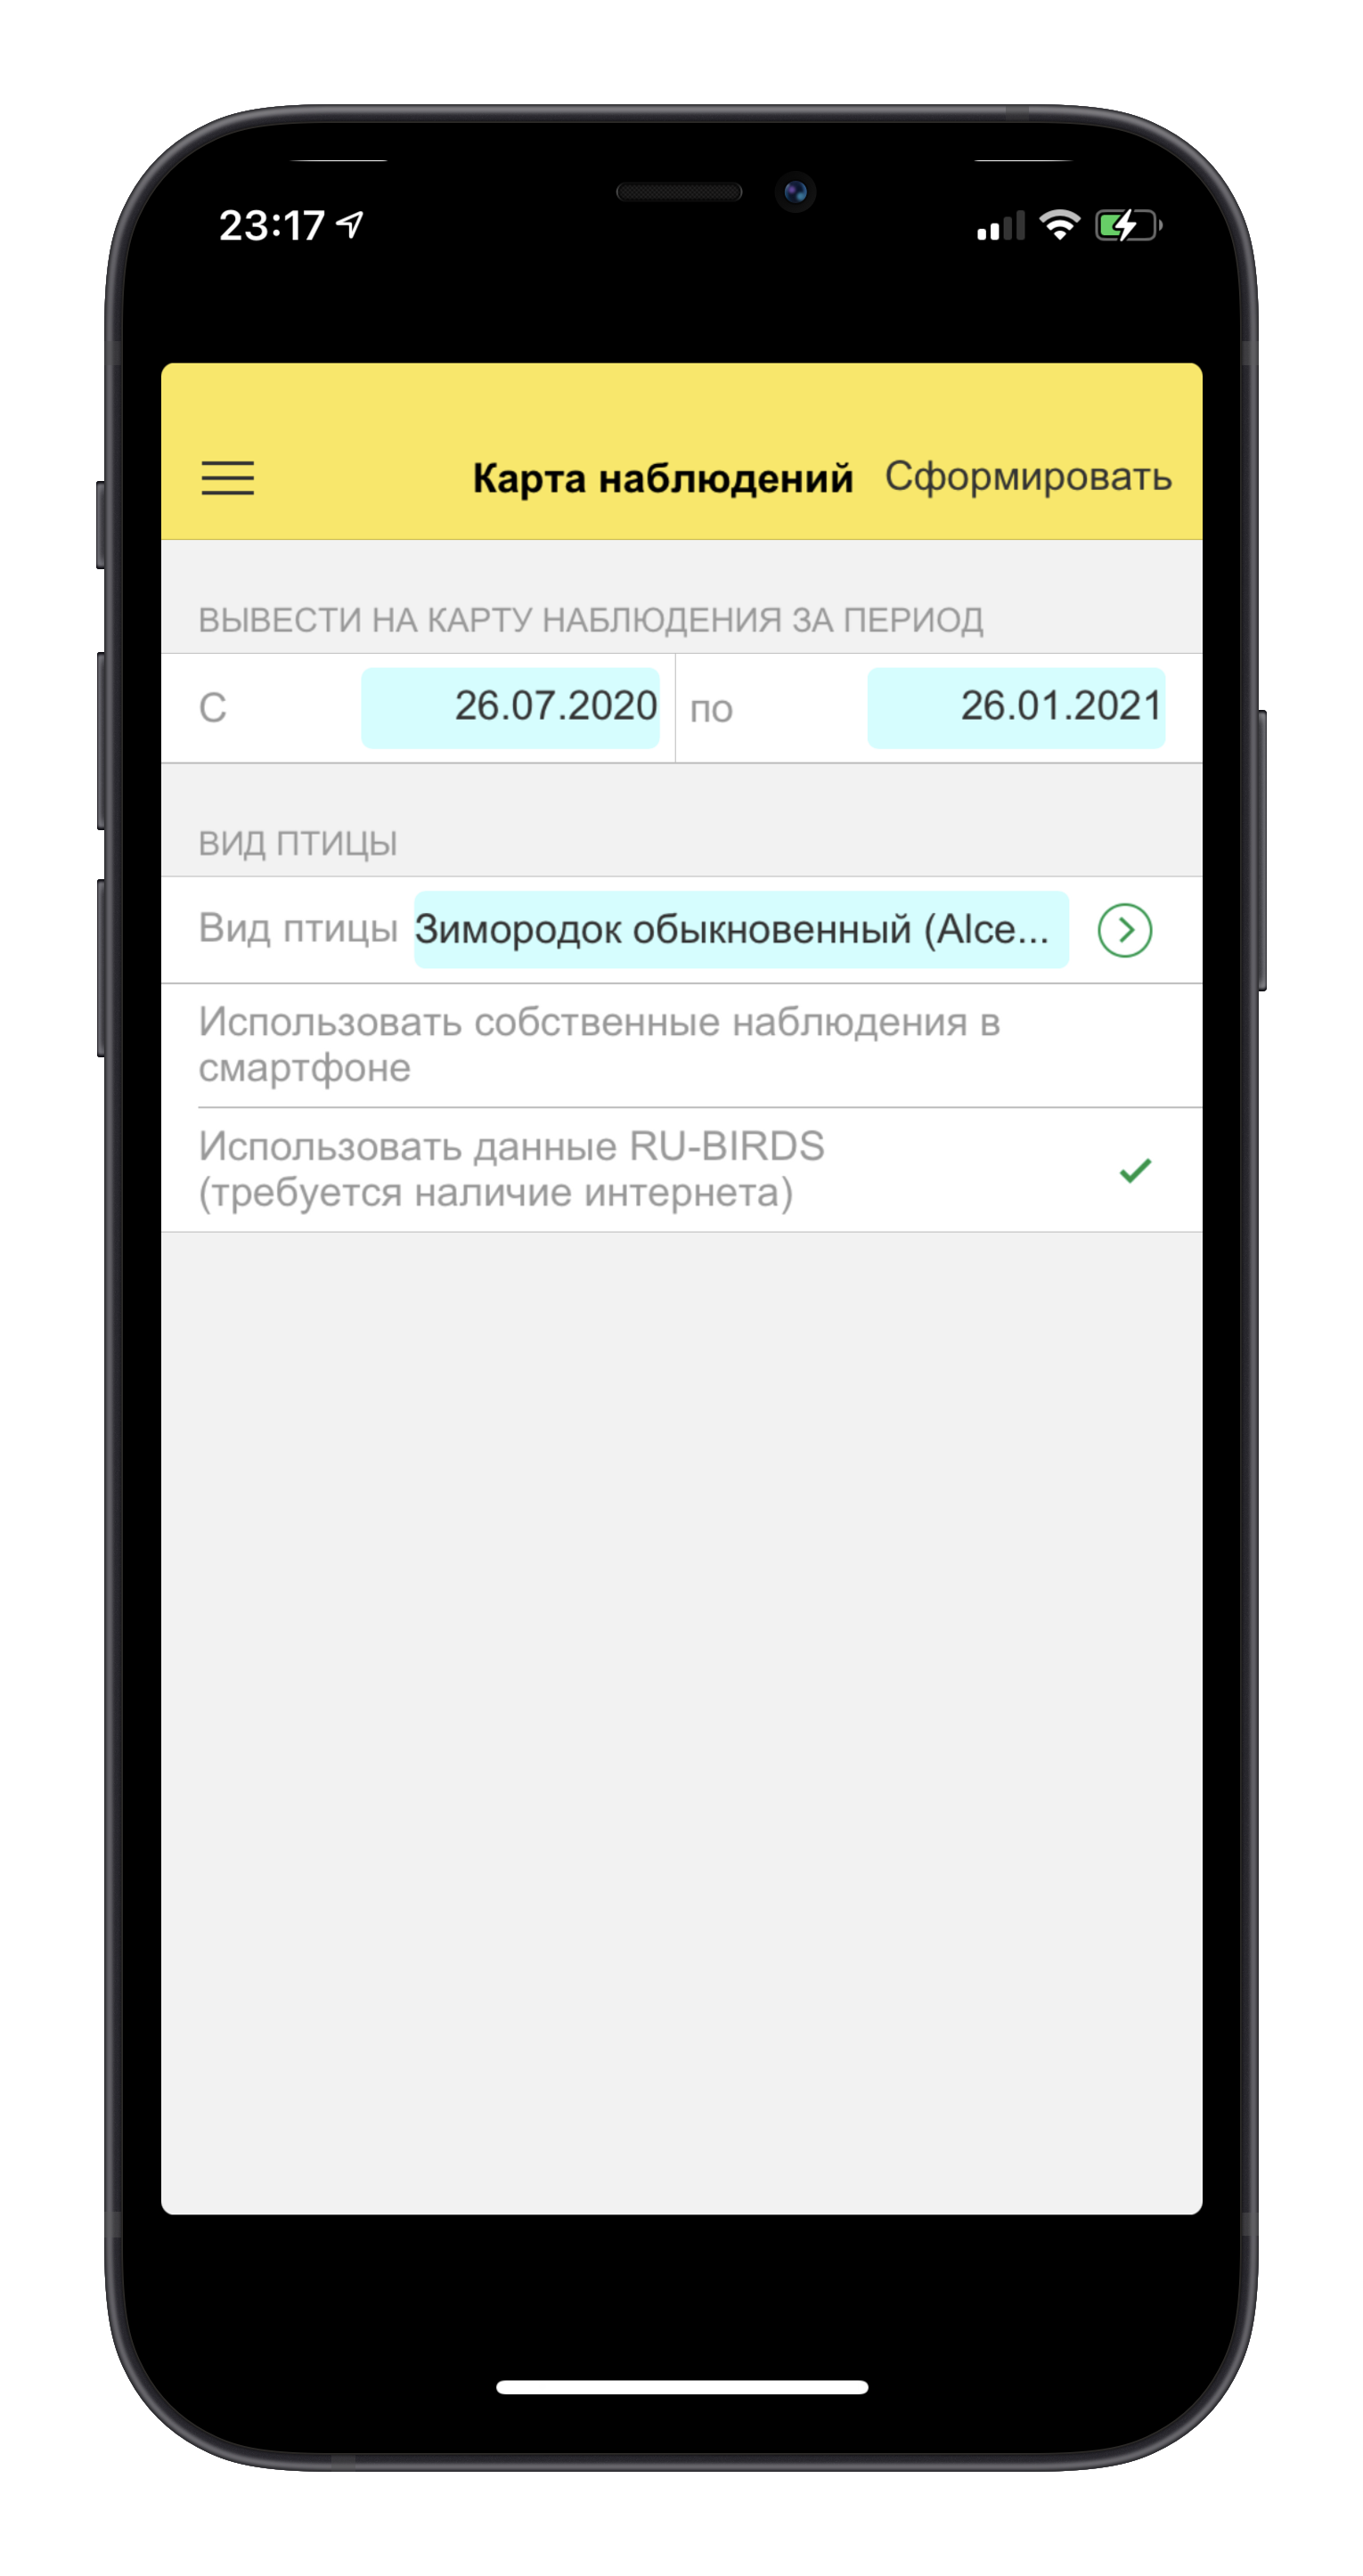 23:17
Карта наблюдений Сформировать
ВЫВЕСТИ НА КАРТУ НАБЛЮДЕНИЯ ЗА ПЕРИОД
С 26.07.2020 по 26.01.2021
ВИД ПТИЦЫ
Вид птицы Зимородок обыкновенный (Alce...
Использовать собственные наблюдения в
смартфоне
Использовать данные RU-BIRDS
(требуется наличие интернета)